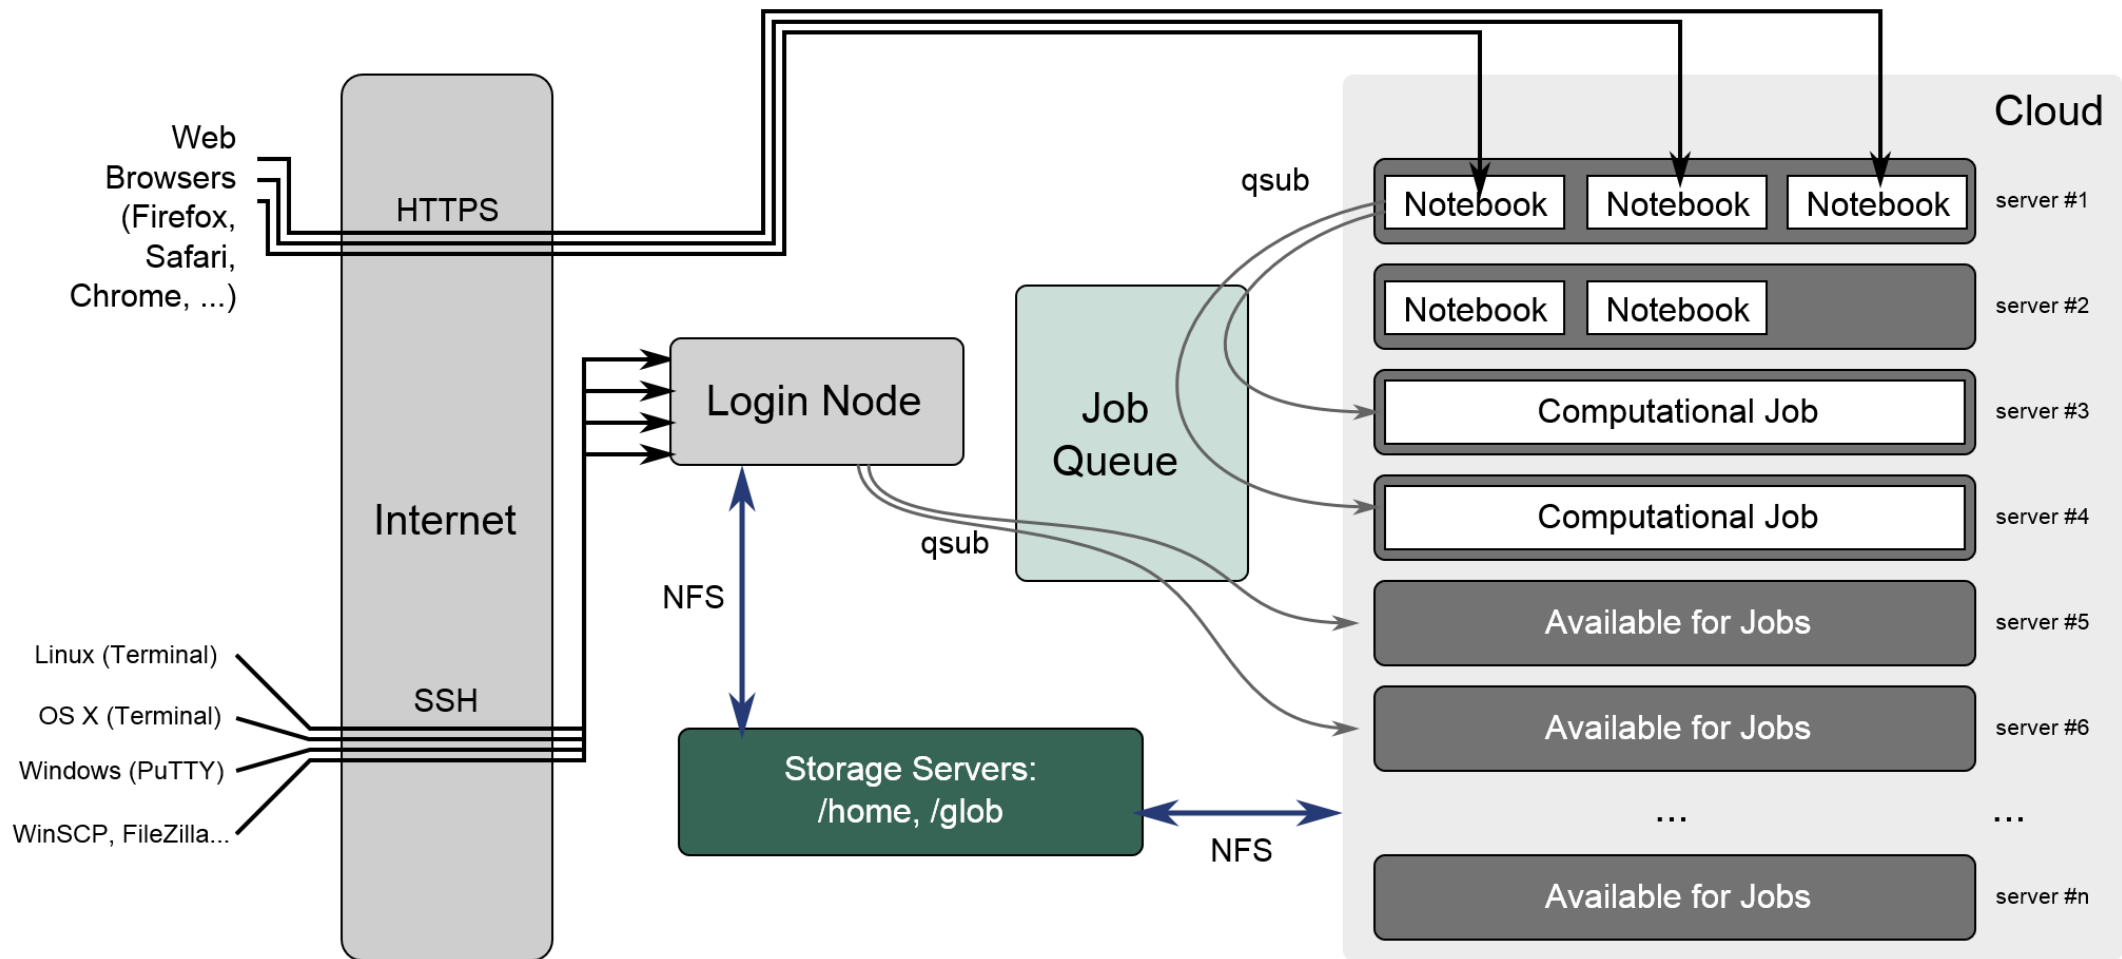 Web
Browsers
(Firefox,
Safari,
Chrome, ...)
HTTPS
Internet
SSH
Linux (Terminal)
OS X (Terminal)
Windows (PuTTY)
WinSCP, FileZilla...
Login Node
NFS
qsub
Storage Servers:
/home, /glob
NFS
Job
Queue
qsub
Cloud
Notebook Notebook Notebook server #1
Notebook Notebook server #2
Computational Job server #3
Computational Job server #4
Available for Jobs server #5
Available for Jobs server #6
... ...
Available for Jobs server #n